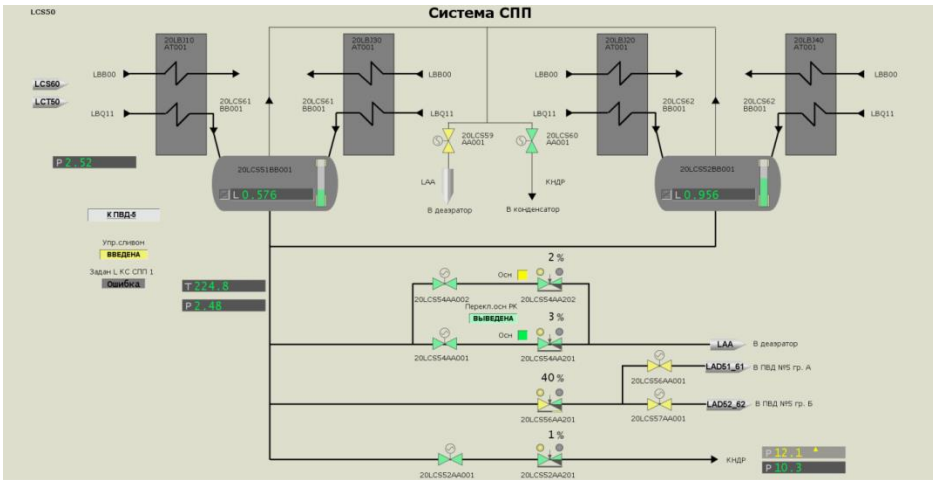 LCS50
Система СПП
20LBJ10
AT001
20LBJ30
AT001
20LBJ20
AT001
20LBJ40
AT001
LBB00
LBB00
LBB00
LBB00
LCS60
LCT50
LBQ11
20LCS61
BB001
20LCS61
BB001
LBQ11
LBQ11
20LCS62
BB001
20LCS62
BB001
LBQ11
20LCS59
AA001
20LCS60
AA001
P 2.52
20LCS51BB001
L 0.576
LAA
КНДР
20LCS52BB001
L 0.956
В деаэратор
В конденсатор
К ПВД-6
Упр.сливом
ВВЕДЕНА
Задан L КС СПП 1
Ошибка
T 224.8
P 2.48
2 %
Осн
20LCS54AA002
20LCS54AA202
Перекл.осн РК
ВЫВЕДЕНА
3 %
Осн
20LCS54AA001
20LCS54AA201
LAA
В деаэратор
LAD51_61
В ПВД №5 гр. А
20LCS56AA001
40 %
LAD52_62
В ПВД №5 гр. Б
20LCS56AA201
20LCS57AA001
1 %
20LCS52AA001
20LCS52AA201
КНДР
P 12.1 *
P 10.3